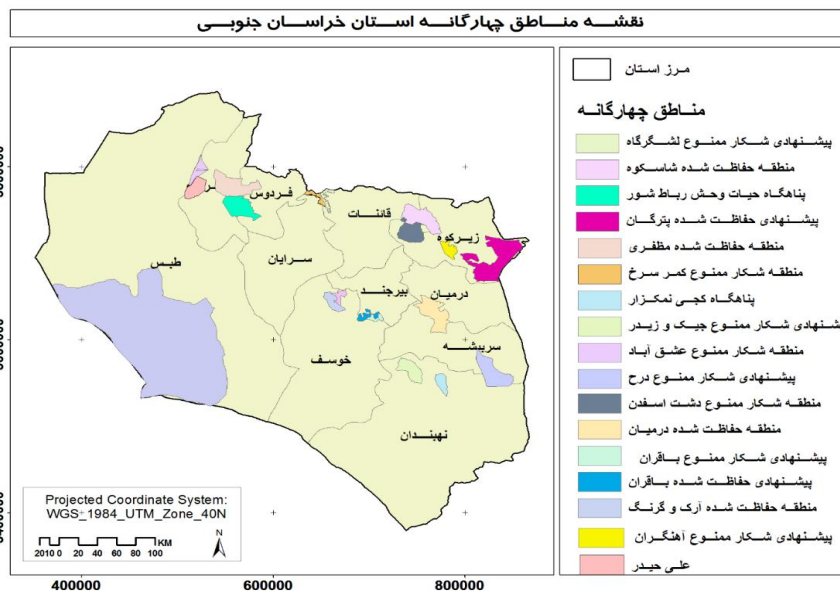 نقشه مناطق چهارگانه استان خراسان جنوبی
مرز استان
مناطق چهارگانه
پیشنهادی شکار ممنوع لشگرگاه
منطقه حفاظت شده شاسکوه
پناهگاه حیات وحش رباط شور
پیشنهادی حفاظت شده پترگان
منطقه حفاظت شده مظفری
منطقه شکار ممنوع کمر سرخ
پناهگاه کجی نمکزار
شنهادی شکار ممنوع چیک و زیدر
منطقه شکار ممنوع عشق آباد
پیشنهادی شکار ممنوع درح
منطقه شکار ممنوع دشت اسفدن
منطقه حفاظت شده درمیان
پیشنهادی شکار ممنوع باقران
پیشنهادی حفاظت شده باقران
منطقه حفاظت شده آرک و گرنگ
پیشنهادی شکار ممنوع آهنگران
علی حیدر
فردوس
قائنات
زیرکوه
سرایان
طبس
بیرجند
درمیان
سربیشه
خوسف
نهبندان
Projected Coordinate System:
WGS_1984_UTM_Zone_40N
2010 0 20 40 60 80 100 KM
N
400000 600000 800000